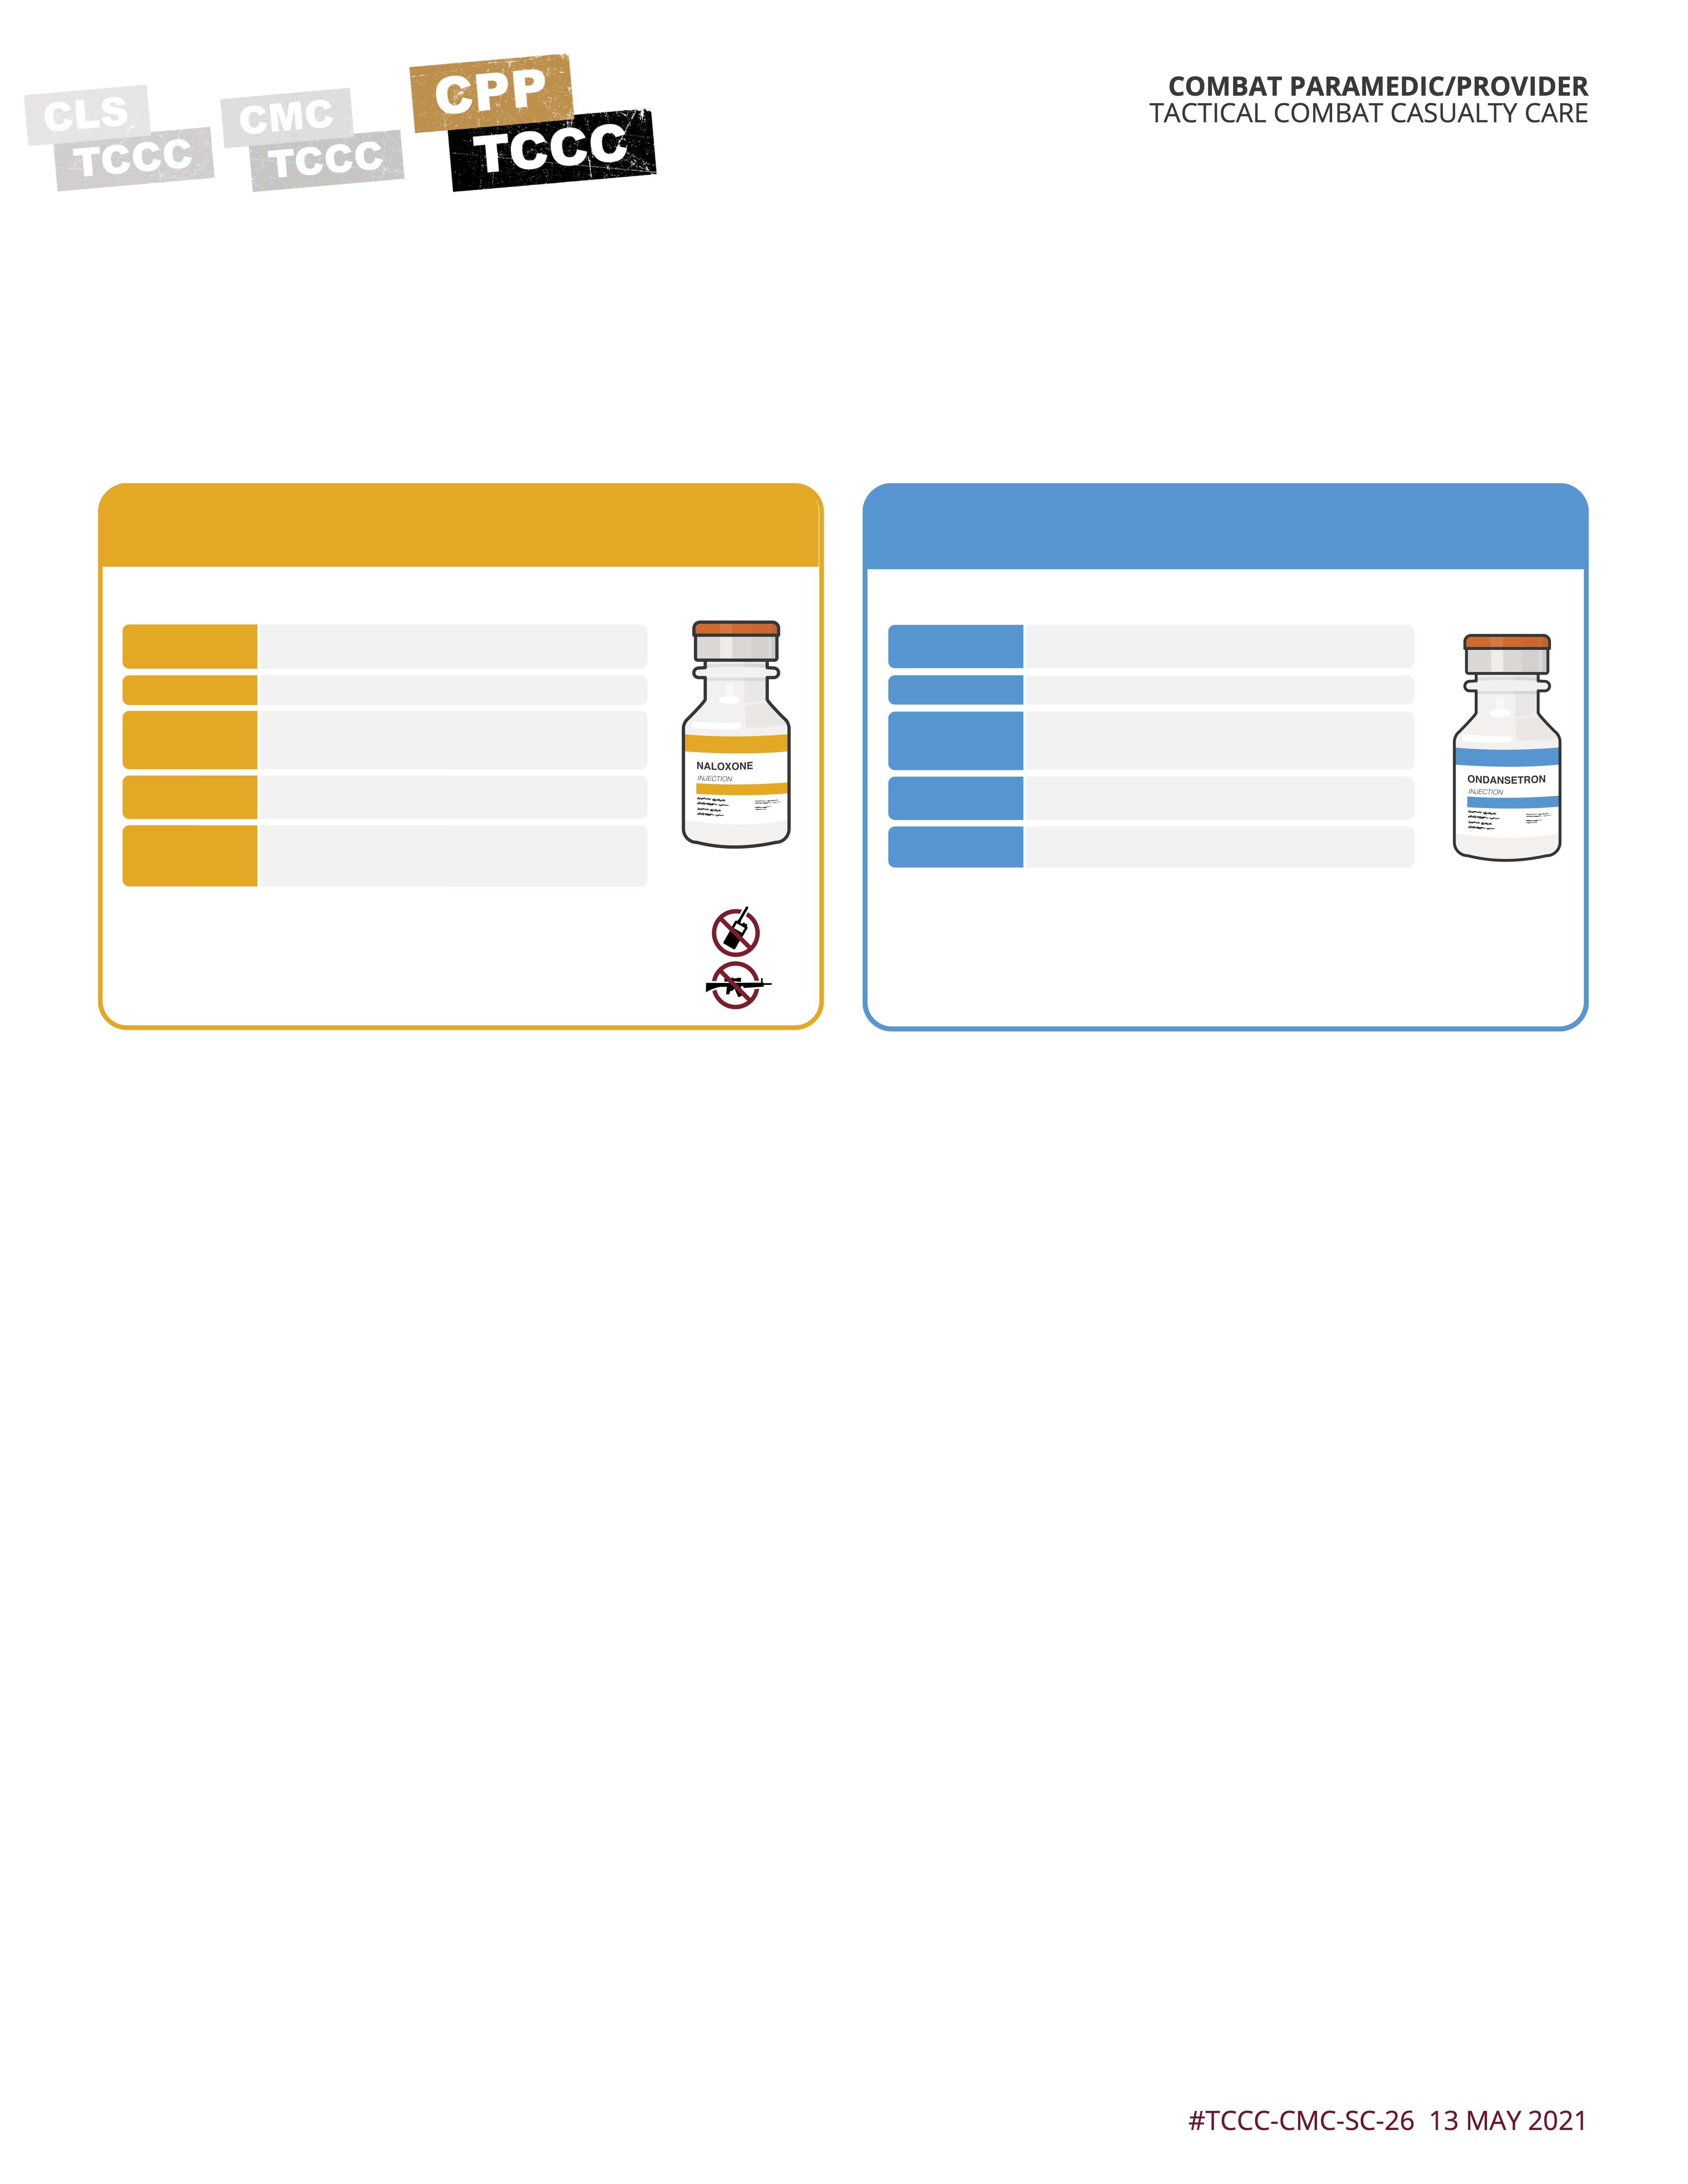 CLS
TCCC
CMC
TCCC
CPP
TCCC
COMBAT PARAMEDIC/PROVIDER
TACTICAL COMBAT CASUALTY CARE
NALOXONE
INJECTION
ONDANSETRON
INJECTION
#TCCC-CMC-SC-26 13 MAY 2021